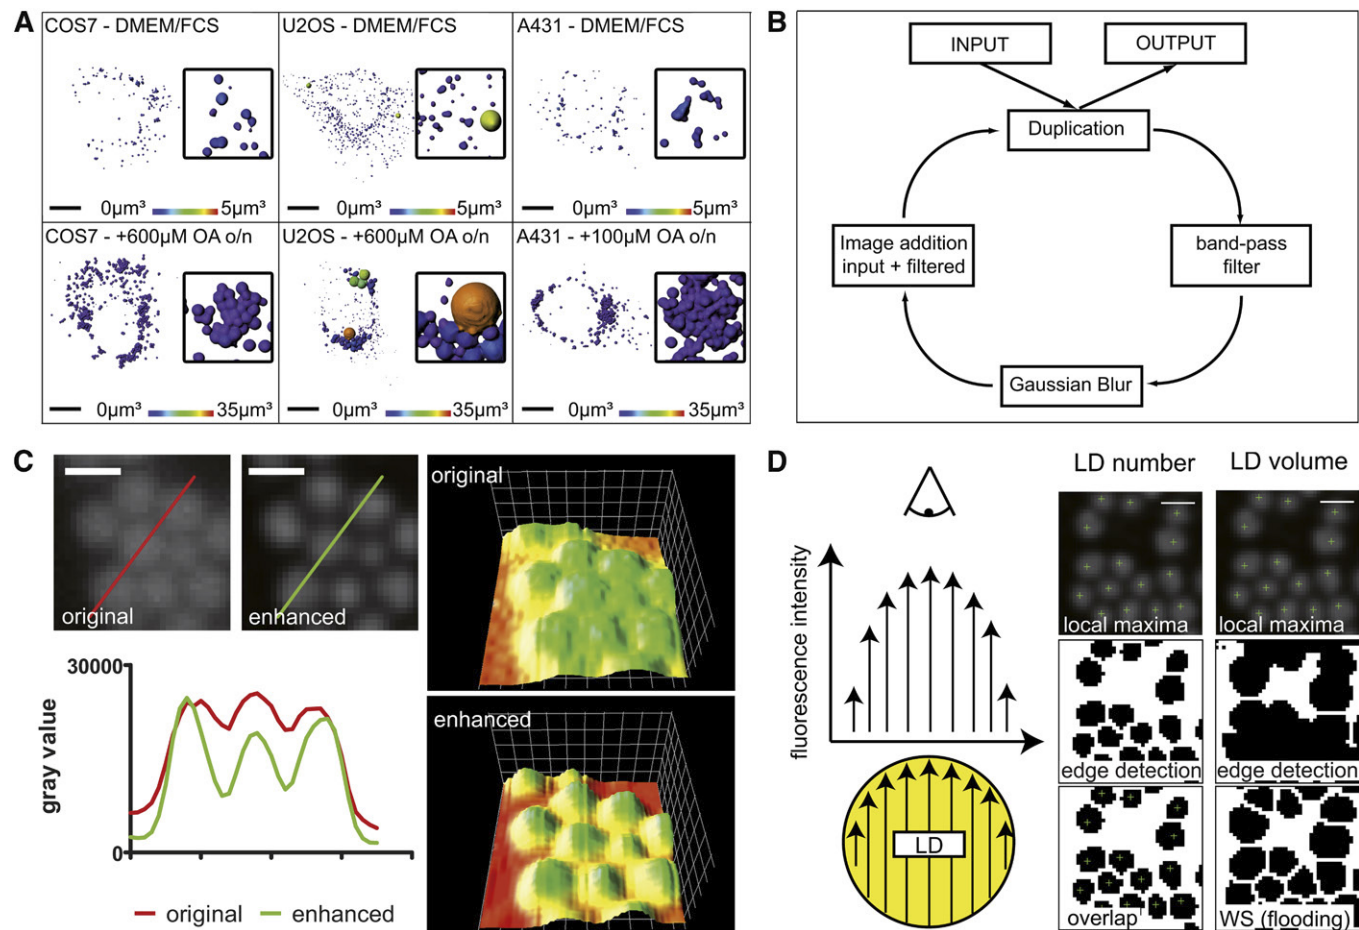 A
COS7 - DMEM/FCS
U2OS - DMEM/FCS
A431 - DMEM/FCS
0µm³ 5µm³
0µm³ 5µm³
0µm³ 5µm³
COS7 - +600µM OA o/n
U2OS - +600µM OA o/n
A431 - +100µM OA o/n
0µm³ 35µm³
0µm³ 35µm³
0µm³ 35µm³
B
INPUT
OUTPUT
Duplication
Image addition
input + filtered
band-pass
filter
Gaussian Blur
C
original
enhanced
original
enhanced
30000
gray value
0
original
enhanced
D
fluorescence intensity
LD
LD number
LD volume
local maxima
local maxima
edge detection
edge detection
overlap
WS (flooding)